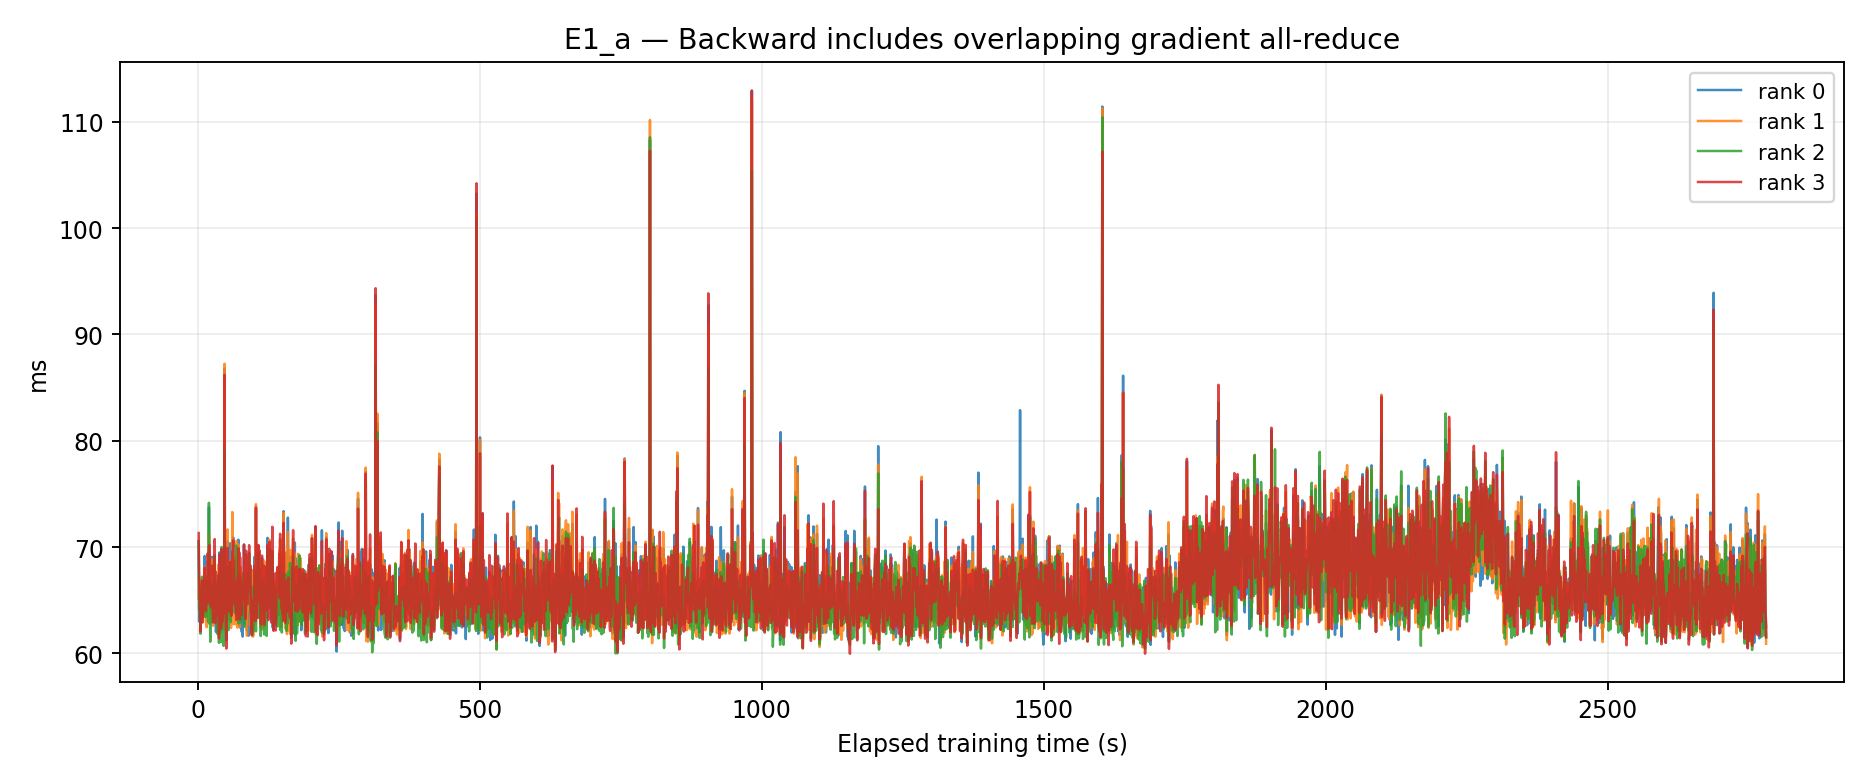 E1_a — Backward includes overlapping gradient all-reduce
rank 0
rank 1
rank 2
rank 3
110
100
90
80
70
60
ms
0 500 1000 1500 2000 2500
Elapsed training time (s)